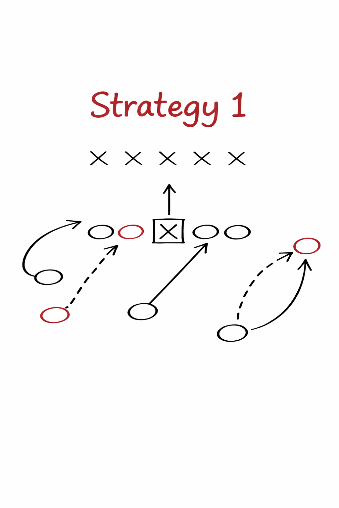 Strategy 1
X X X X X
X